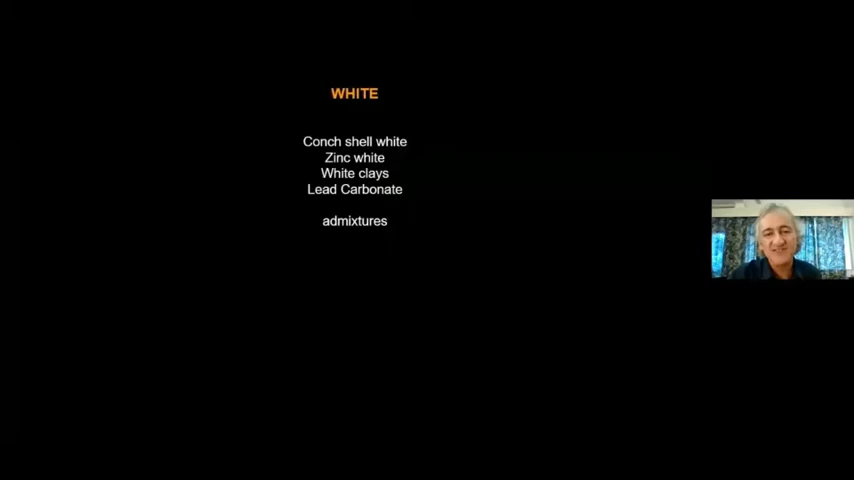 WHITE
Conch shell white
Zinc white
White clays
Lead Carbonate
admixtures